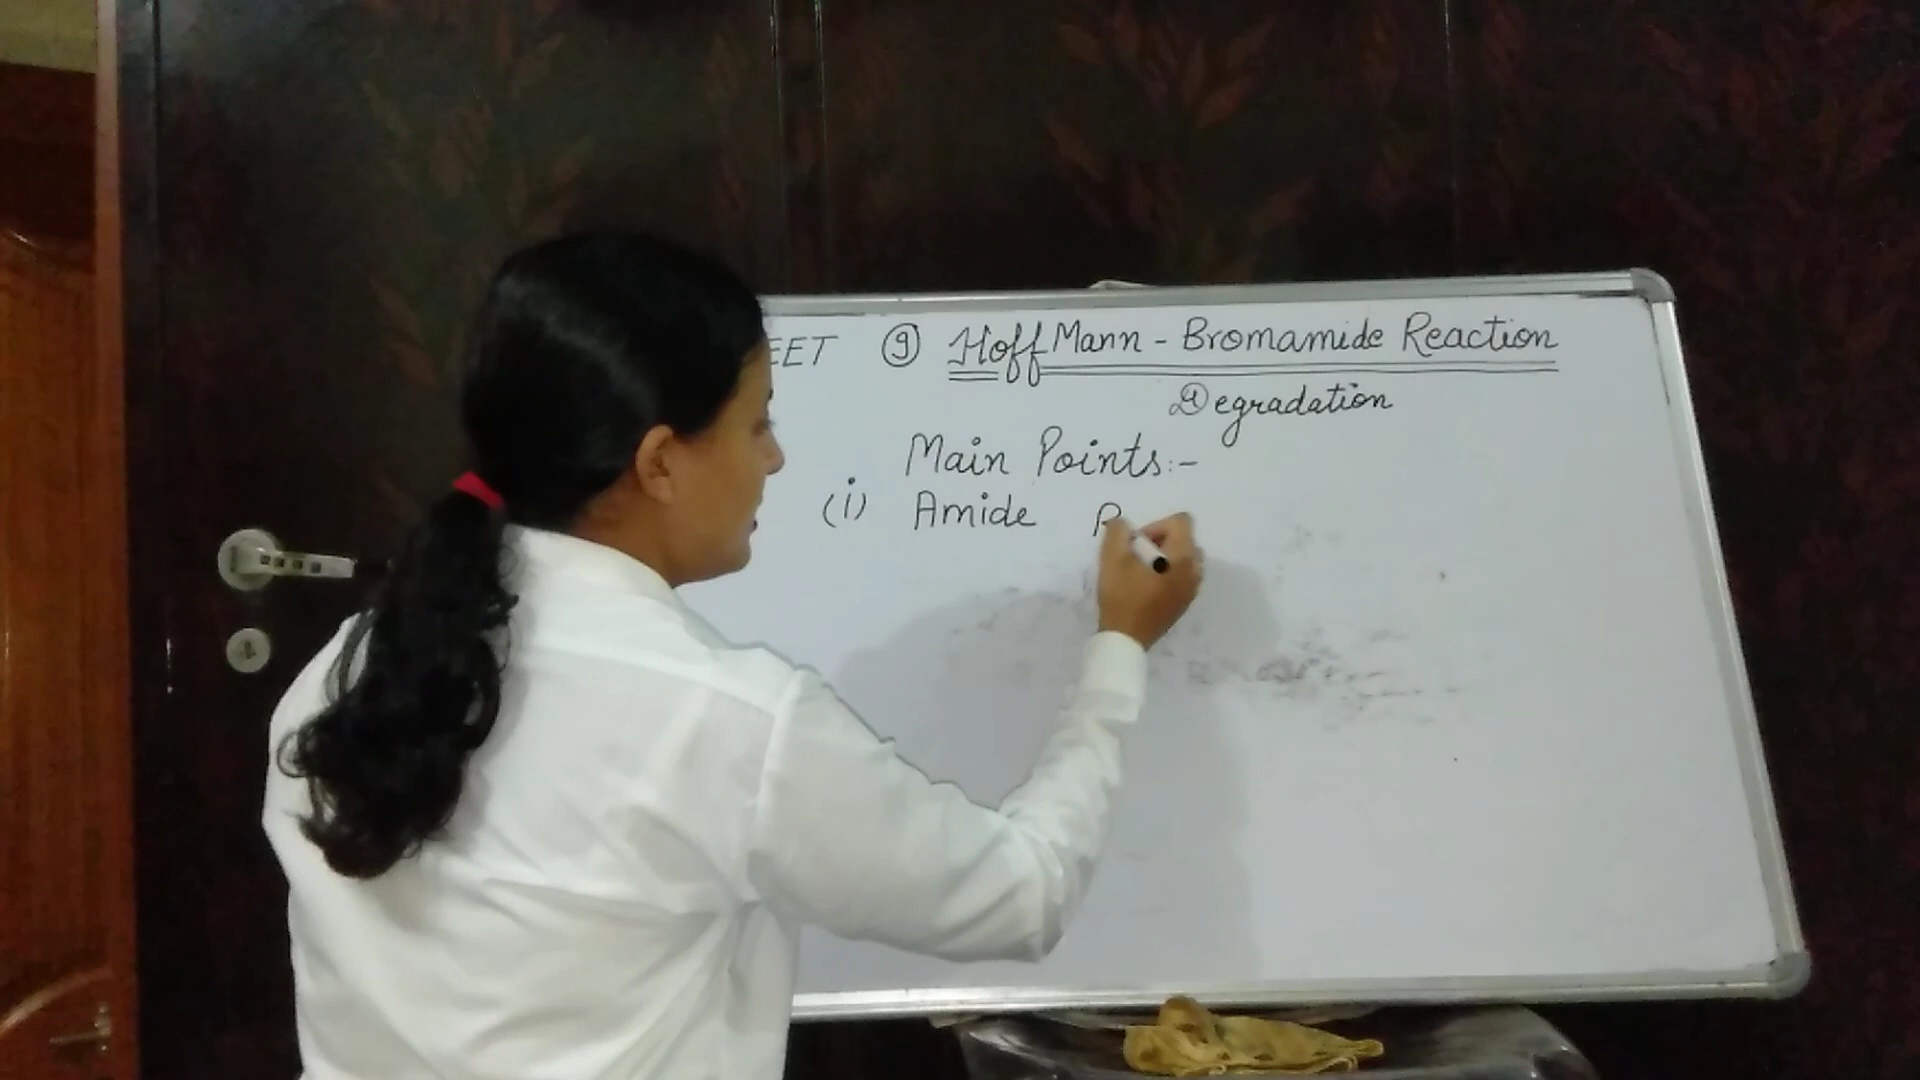 EET ⑨ HoffMann - Bromamide Reaction
Degradation
Main Points:-
(i) Amide